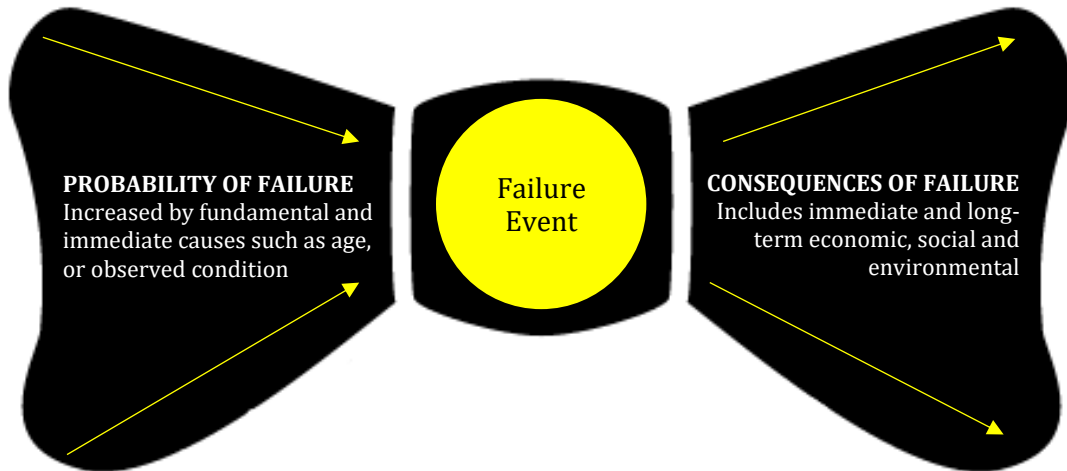 PROBABILITY OF FAILURE
Increased by fundamental and
immediate causes such as age,
or observed condition
Failure
Event
CONSEQUENCES OF FAILURE
Includes immediate and long-
term economic, social and
environmental